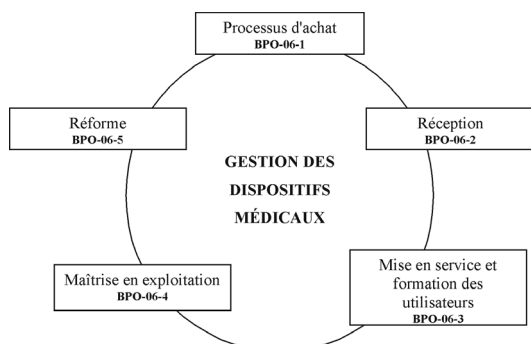 Processus d'achat
BPO-06-1
Réforme
BPO-06-5
Réception
BPO-06-2
GESTION DES
DISPOSITIFS
MÉDICAUX
Maîtrise en exploitation
BPO-06-4
Mise en service et
formation des
utilisateurs
BPO-06-3